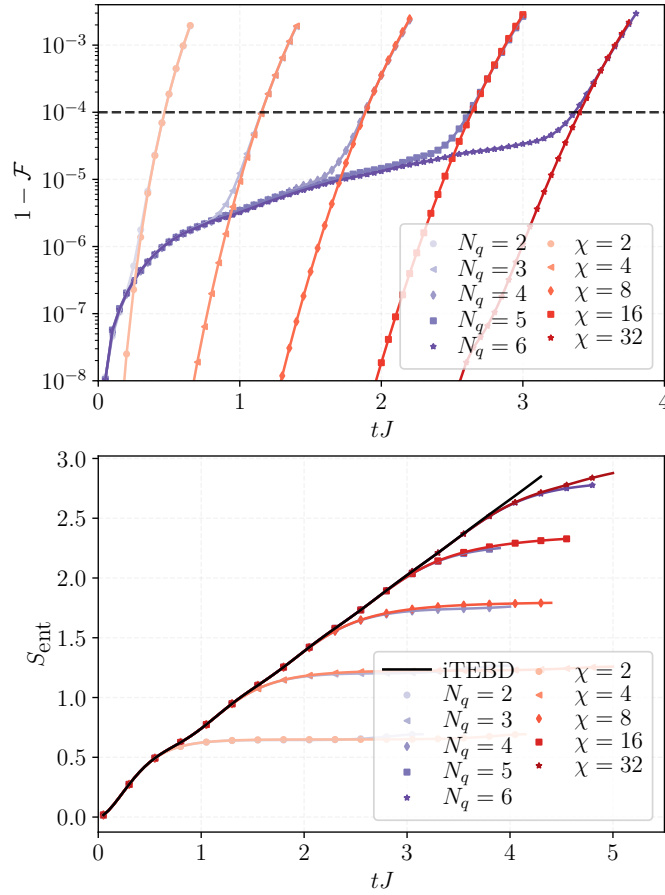 10⁻³
10⁻⁴
10⁻⁵
10⁻⁶
10⁻⁷
10⁻⁸
1 − 𝓕
N_q = 2
N_q = 3
N_q = 4
N_q = 5
N_q = 6
χ = 2
χ = 4
χ = 8
χ = 16
χ = 32
0 1 2 3 4
tJ
3.0
2.5
2.0
1.5
1.0
0.5
0.0
S_ent
iTEBD
N_q = 2
N_q = 3
N_q = 4
N_q = 5
N_q = 6
χ = 2
χ = 4
χ = 8
χ = 16
χ = 32
0 1 2 3 4 5
tJ